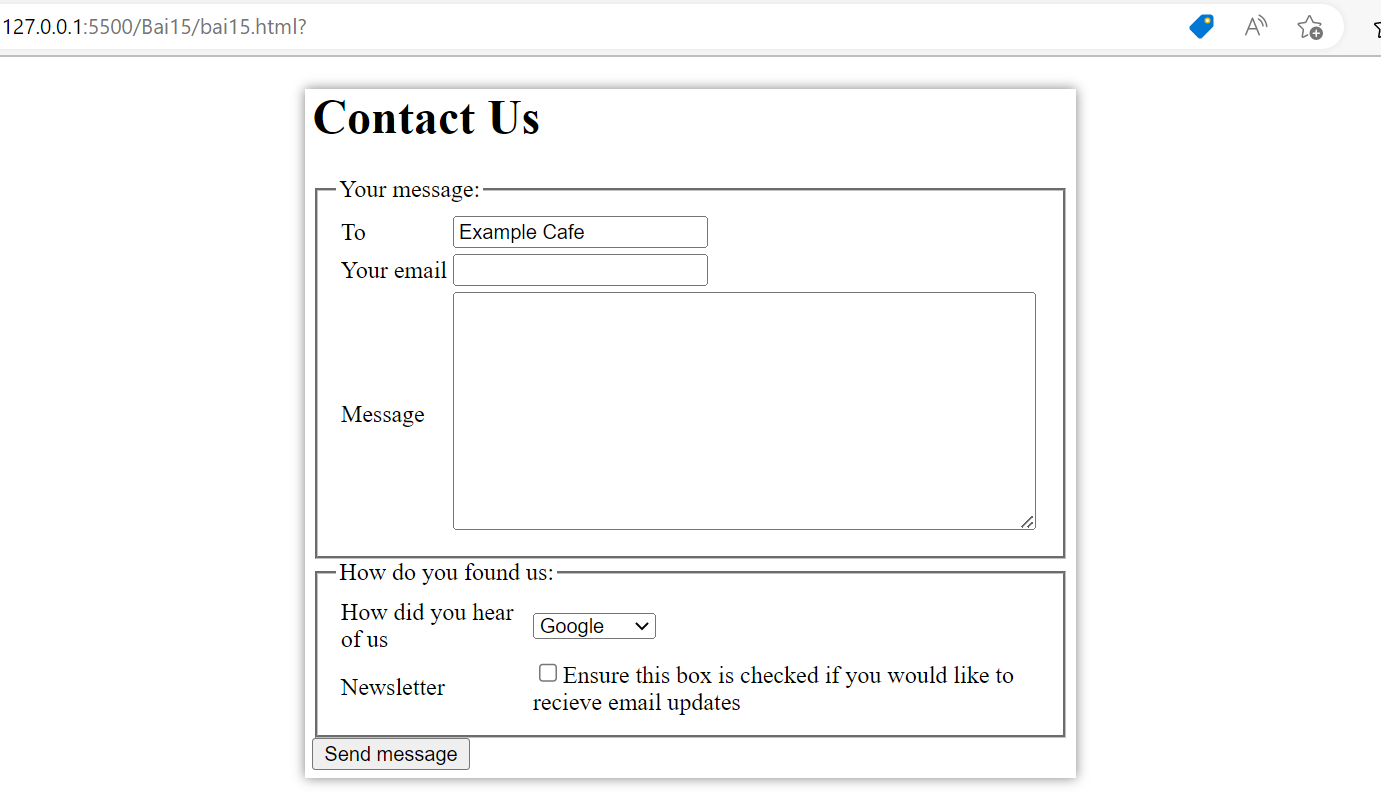 127.0.0.1:5500/Bai15/bai15.html?
Contact Us
Your message:
To
Example Cafe
Your email
Message
How do you found us:
How did you hear
of us
Google
Newsletter
Ensure this box is checked if you would like to
recieve email updates
Send message